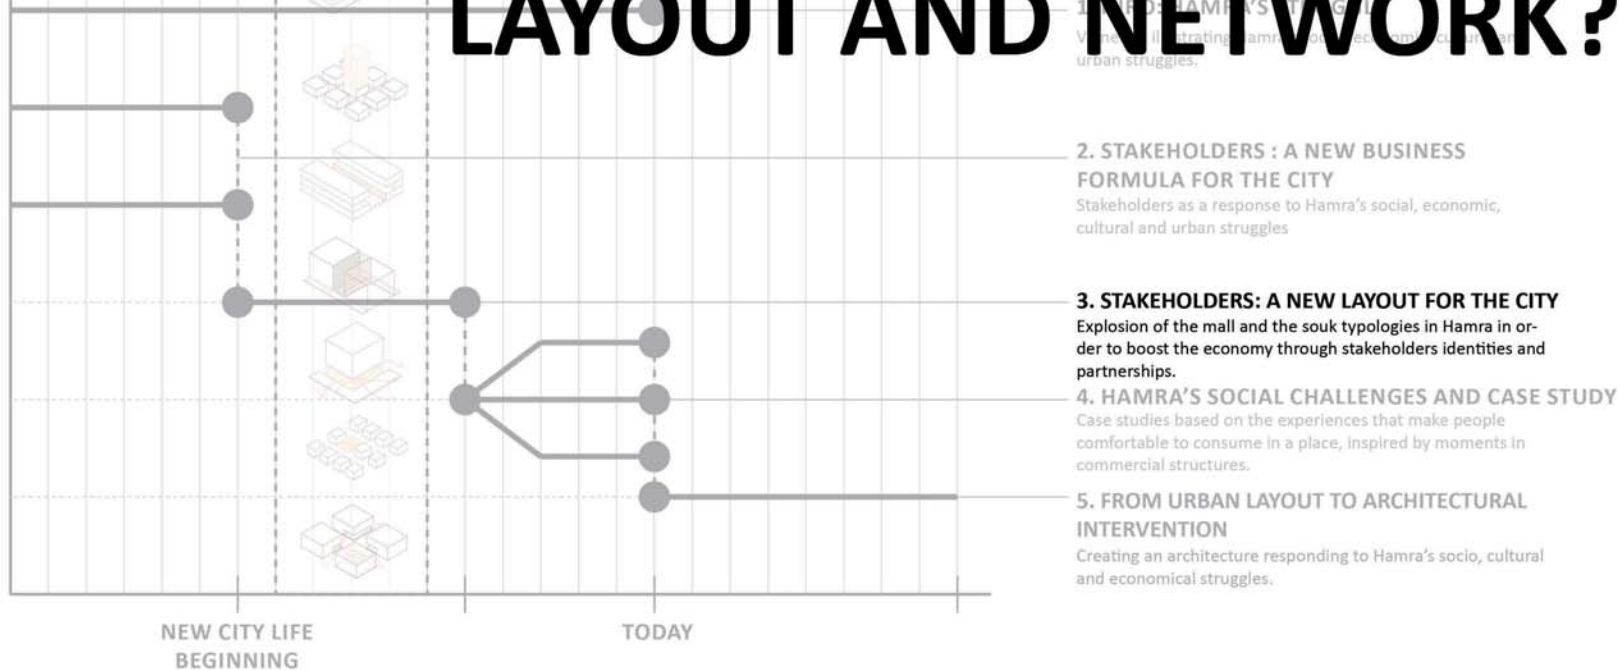 LAYOUT AND NETWORK?
urban struggles.
2. STAKEHOLDERS : A NEW BUSINESS
FORMULA FOR THE CITY
Stakeholders as a response to Hamra's social, economic,
cultural and urban struggles
3. STAKEHOLDERS: A NEW LAYOUT FOR THE CITY
Explosion of the mall and the souk typologies in Hamra in or-
der to boost the economy through stakeholders identities and
partnerships.
4. HAMRA'S SOCIAL CHALLENGES AND CASE STUDY
Case studies based on the experiences that make people
comfortable to consume in a place, inspired by moments in
commercial structures.
5. FROM URBAN LAYOUT TO ARCHITECTURAL
INTERVENTION
Creating an architecture responding to Hamra's socio, cultural
and economical struggles.
NEW CITY LIFE
BEGINNING
TODAY